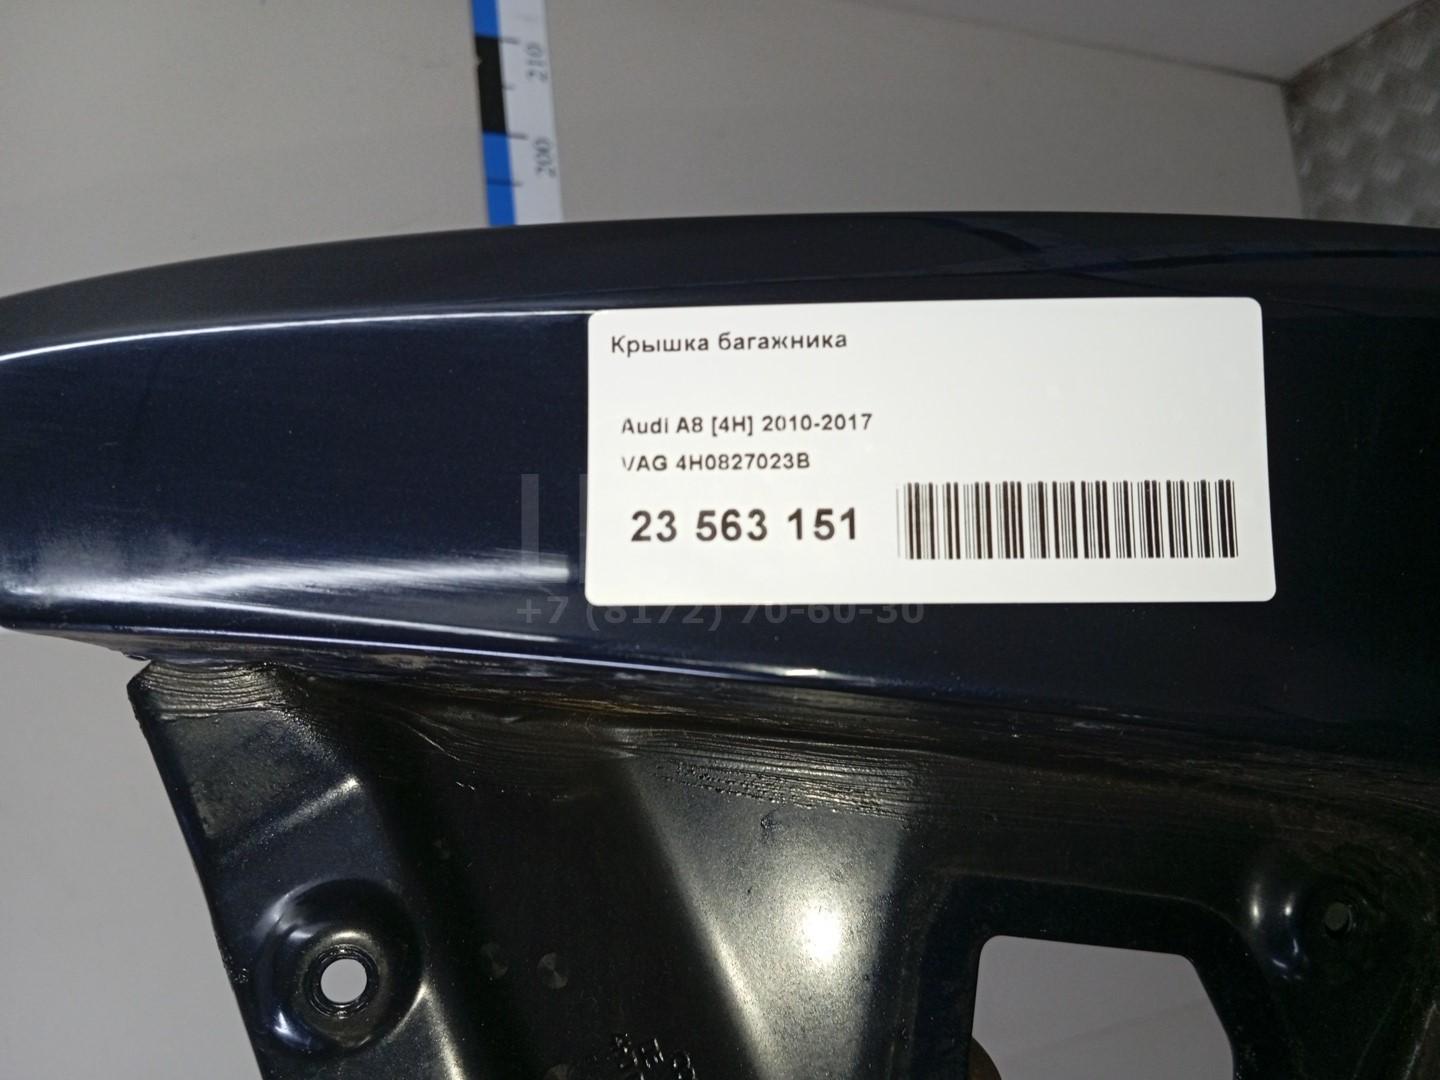 210
200
Крышка багажника
Audi A8 [4H] 2010-2017
VAG 4H0827023B
23 563 151
+7 (8172) 70-60-30